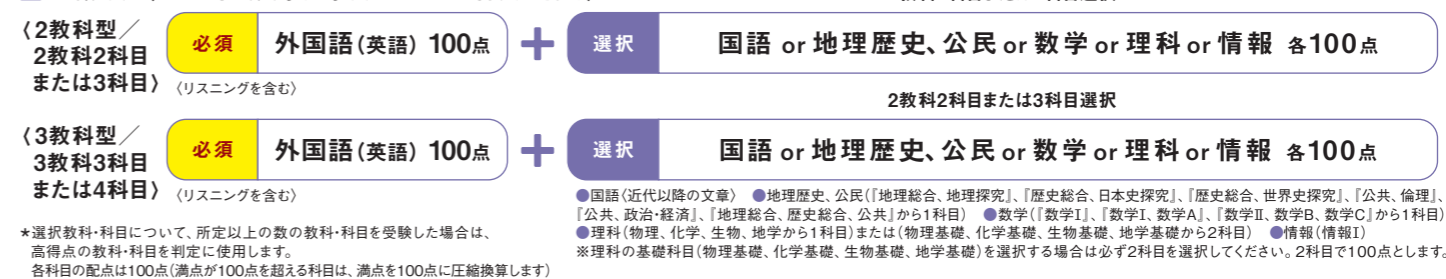 〈2教科型／
2教科2科目
または3科目〉
必須 外国語(英語) 100点 + 選択 国語 or 地理歴史、公民 or 数学 or 理科 or 情報 各100点
〈リスニングを含む〉
2教科2科目または3科目選択
〈3教科型／
3教科3科目
または4科目〉
必須 外国語(英語) 100点 + 選択 国語 or 地理歴史、公民 or 数学 or 理科 or 情報 各100点
〈リスニングを含む〉
●国語〈近代以降の文章〉 ●地理歴史、公民(『地理総合、地理探究』、『歴史総合、日本史探究』、『歴史総合、世界史探究』、『公共、倫理』、
『公共、政治・経済』、『地理総合、歴史総合、公共』から1科目) ●数学(『数学Ⅰ』、『数学Ⅰ、数学A』、『数学Ⅱ、数学B、数学C』から1科目)
●理科(物理、化学、生物、地学から1科目)または(物理基礎、化学基礎、生物基礎、地学基礎から2科目) ●情報(情報Ⅰ)
※理科の基礎科目(物理基礎、化学基礎、生物基礎、地学基礎)を選択する場合は必ず2科目を選択してください。2科目で100点とします。
*選択教科・科目について、所定以上の数の教科・科目を受験した場合は、
高得点の教科・科目を判定に使用します。
各科目の配点は100点(満点が100点を超える科目は、満点を100点に圧縮換算します)